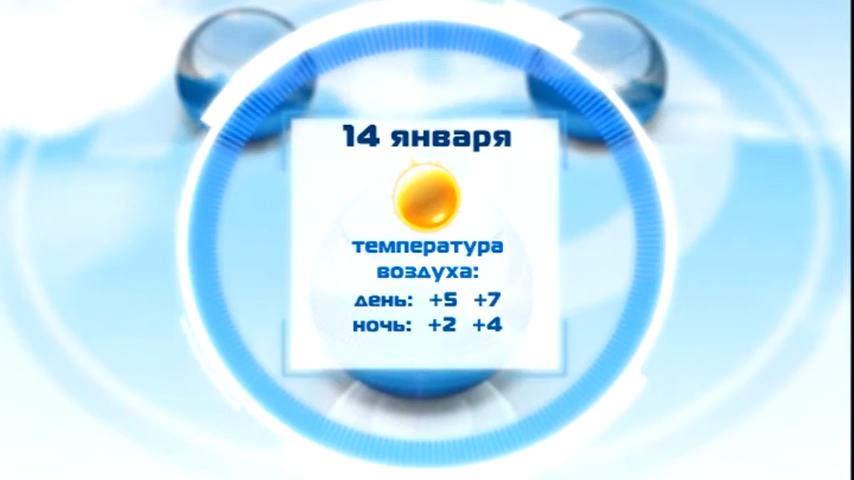 14 января
температура
воздуха:
день: +5 +7
ночь: +2 +4